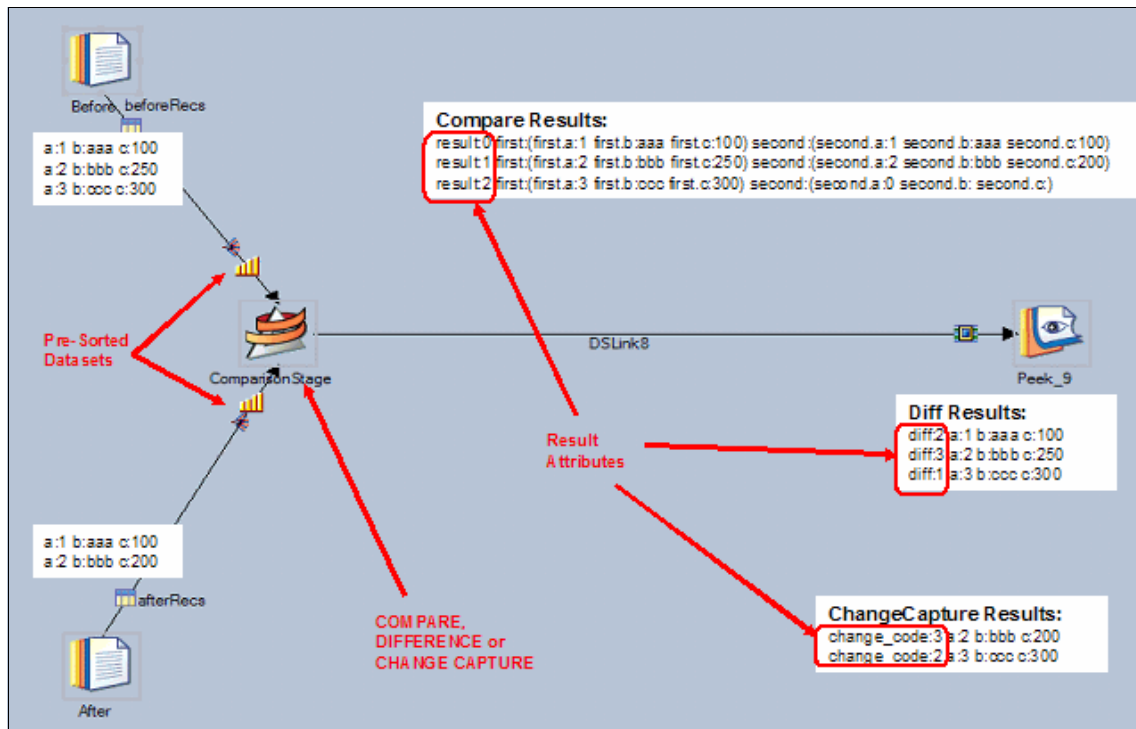 Before
beforeRecs
a:1 b:aaa c:100
a:2 b:bbb c:250
a:3 b:ccc c:300
Compare Results:
result:0 first:(first.a:1 first.b:aaa first.c:100) second:(second.a:1 second.b:aaa second.c:100)
result:1 first:(first.a:2 first.b:bbb first.c:250) second:(second.a:2 second.b:bbb second.c:200)
result:2 first:(first.a:3 first.b:ccc first.c:300) second:(second.a:0 second.b: second.c:)
Pre-Sorted
Datasets
ComparisonStage
DSLink8
Peek_9
Diff Results:
diff:2 a:1 b:aaa c:100
diff:3 a:2 b:bbb c:250
diff:1 a:3 b:ccc c:300
Result
Attributes
a:1 b:aaa c:100
a:2 b:bbb c:200
afterRecs
After
COMPARE,
DIFFERENCE or
CHANGE CAPTURE
ChangeCapture Results:
change_code:3 a:2 b:bbb c:200
change_code:2 a:3 b:ccc c:300